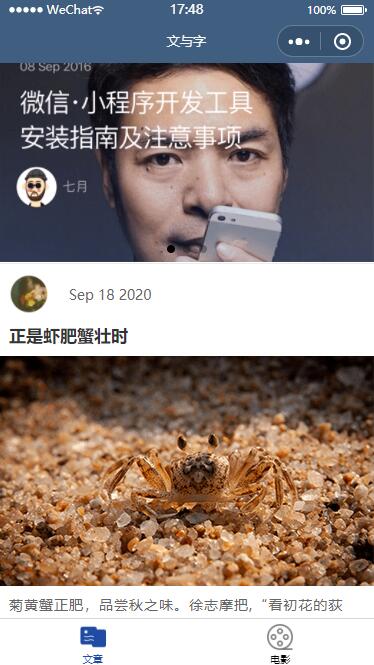 WeChat
17:48
100%
文与字
08 Sep 2016
微信·小程序开发工具
安装指南及注意事项
七月
Sep 18 2020
正是虾肥蟹壮时
菊黄蟹正肥，品尝秋之味。徐志摩把，“看初花的荻
文章
电影